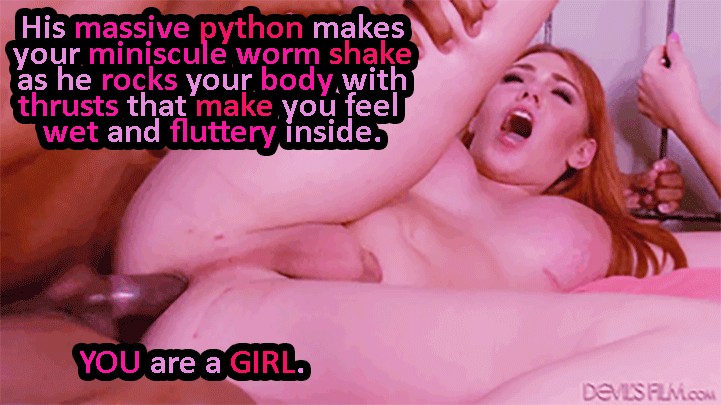 His massive python makes
your miniscule worm shake
as he rocks your body with
thrusts that make you feel
wet and fluttery inside.
YOU are a GIRL.
DEVILSFILM.COM